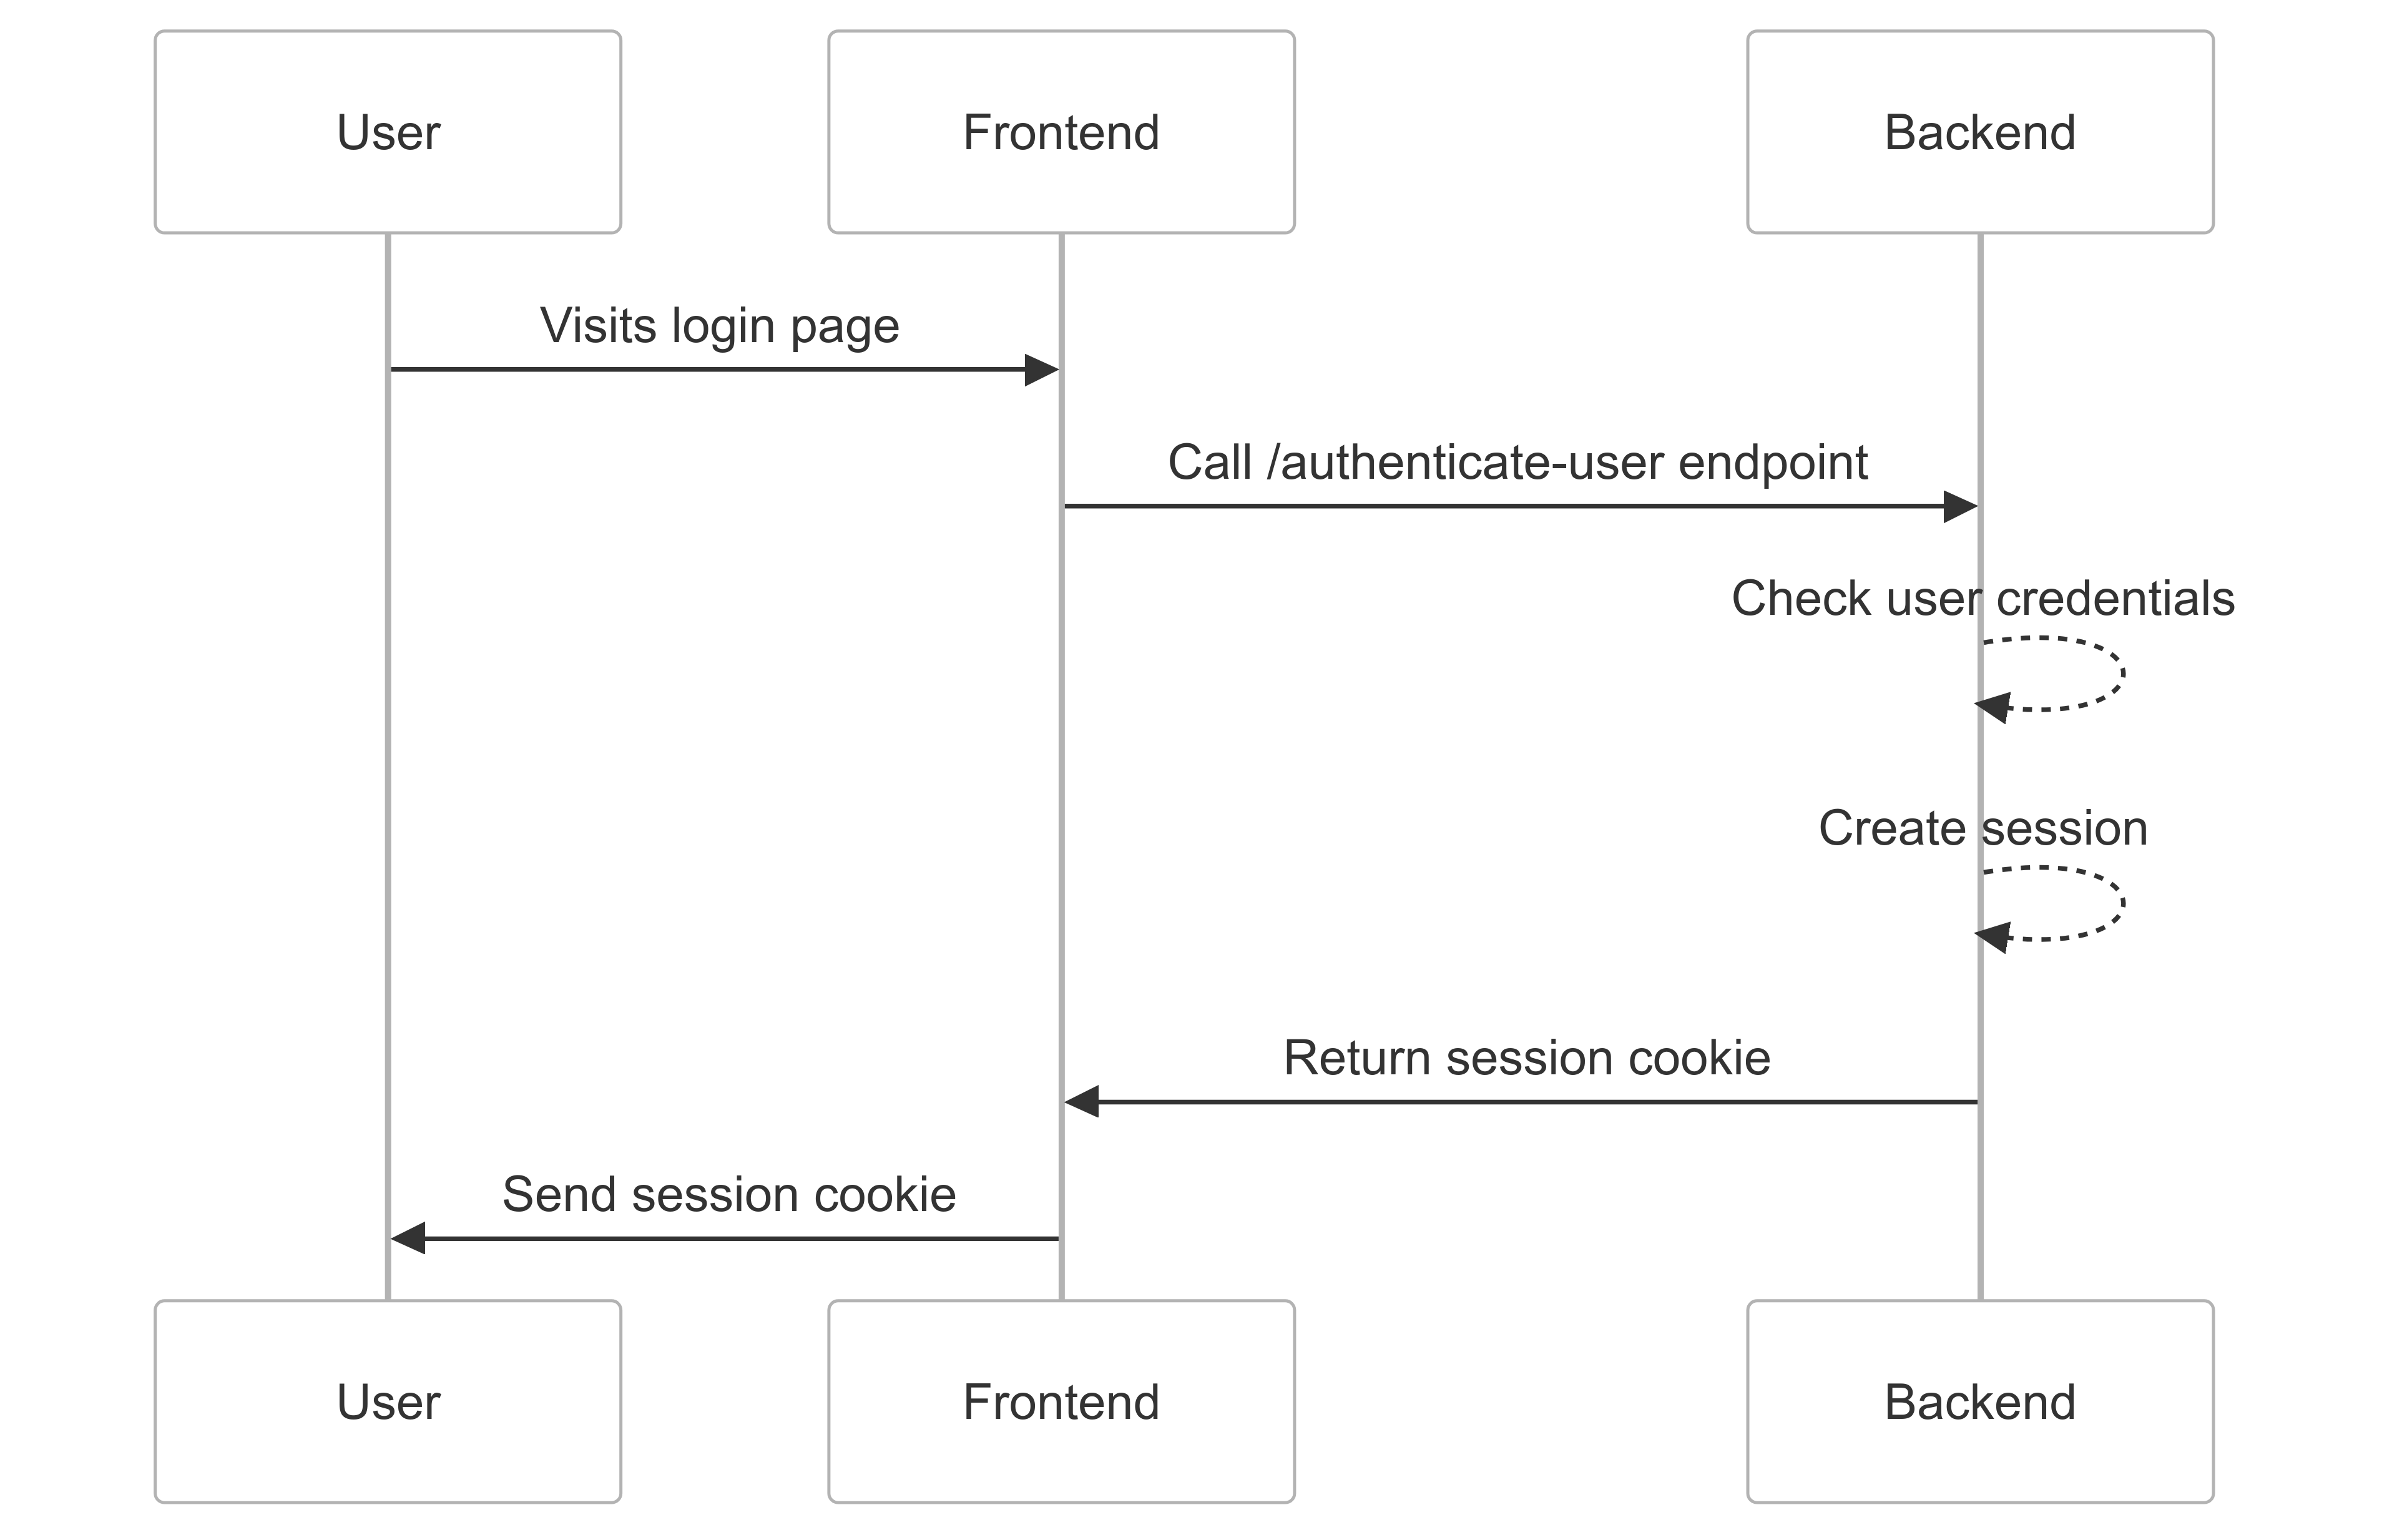 User
Frontend
Backend
Visits login page
Call /authenticate-user endpoint
Check user credentials
Create session
Return session cookie
Send session cookie
User
Frontend
Backend